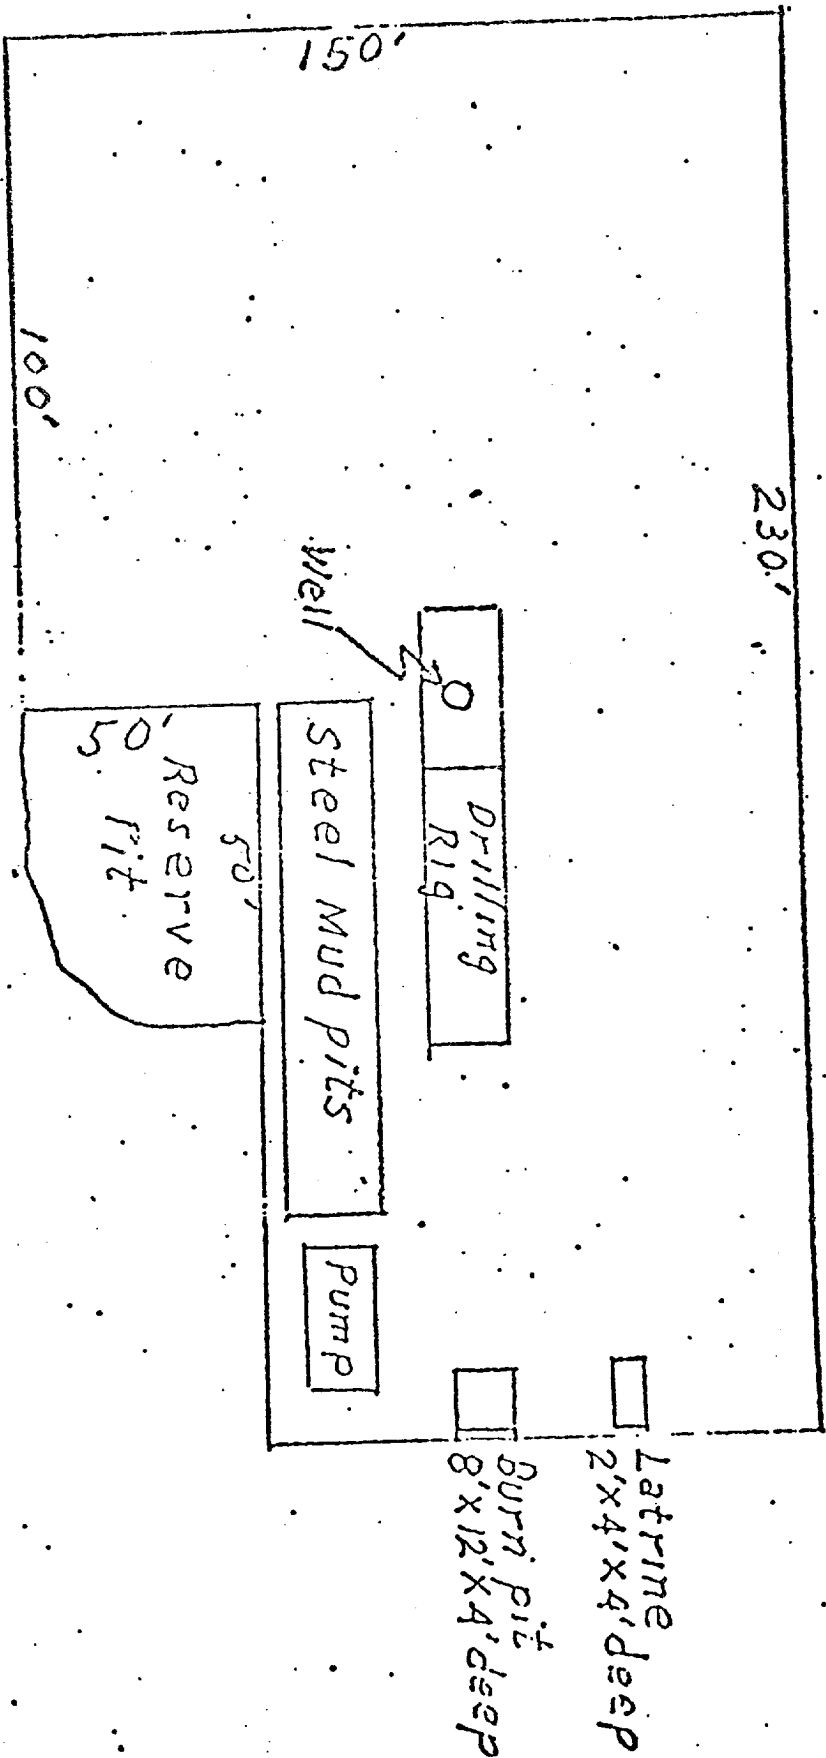 230'
150'
Latrine
2'x4'x4'deep
Drilling
Rig
Burn pit
8'x12'x4'deep
Well
Steel Mud pits
Pump
50'
Reserve
Pit
50'
100'